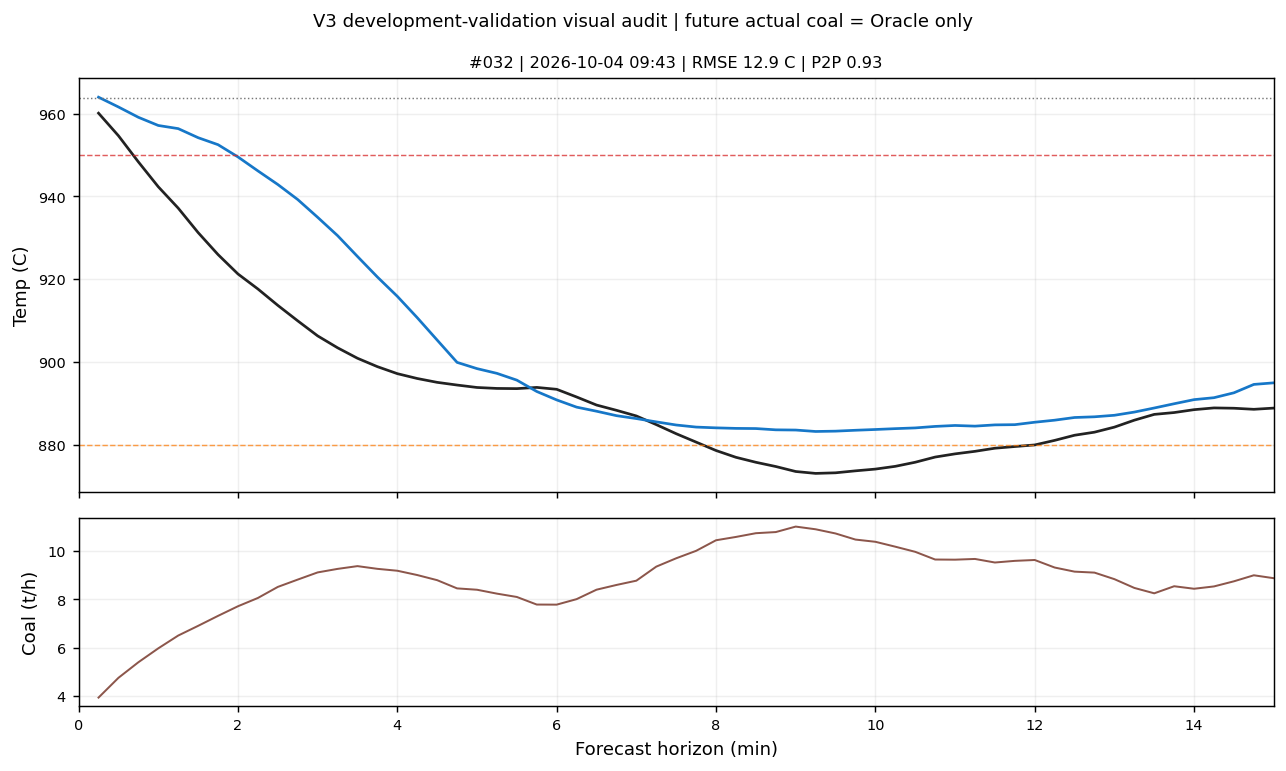 V3 development-validation visual audit | future actual coal = Oracle only
#032 | 2026-10-04 09:43 | RMSE 12.9 C | P2P 0.93
Temp (C)
960
940
920
900
880
Coal (t/h)
10
8
6
4
0 2 4 6 8 10 12 14
Forecast horizon (min)